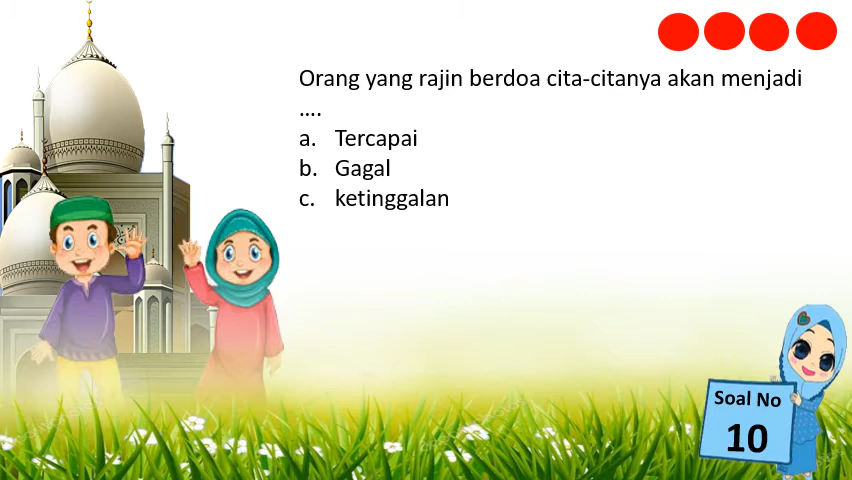 Orang yang rajin berdoa cita-citanya akan menjadi
....
a. Tercapai
b. Gagal
c. ketinggalan
Soal No
10